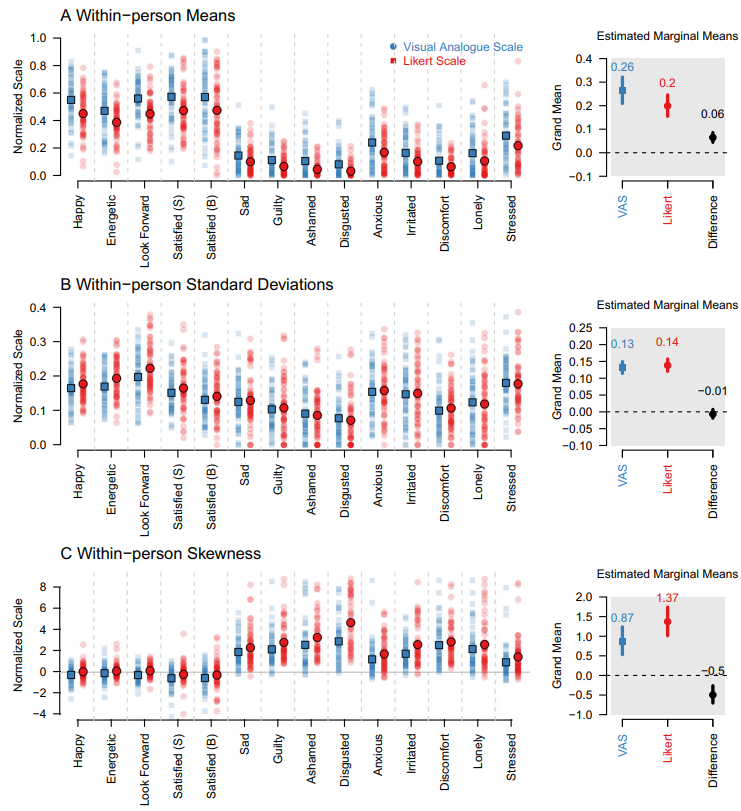 A Within−person Means
Visual Analogue Scale
Likert Scale
Normalized Scale
1.0
0.8
0.6
0.4
0.2
0.0
Happy
Energetic
Look Forward
Satisfied (S)
Satisfied (B)
Sad
Guilty
Ashamed
Disgusted
Anxious
Irritated
Discomfort
Lonely
Stressed
Estimated Marginal Means
Grand Mean
0.4
0.3
0.2
0.1
0.0
−0.1
0.26
0.2
0.06
VAS
Likert
Difference
B Within−person Standard Deviations
Normalized Scale
0.4
0.3
0.2
0.1
0.0
Happy
Energetic
Look Forward
Satisfied (S)
Satisfied (B)
Sad
Guilty
Ashamed
Disgusted
Anxious
Irritated
Discomfort
Lonely
Stressed
Estimated Marginal Means
Grand Mean
0.25
0.20
0.15
0.10
0.05
0.00
−0.05
−0.10
0.13
0.14
−0.01
VAS
Likert
Difference
C Within−person Skewness
Normalized Scale
8
6
4
2
0
−2
−4
Happy
Energetic
Look Forward
Satisfied (S)
Satisfied (B)
Sad
Guilty
Ashamed
Disgusted
Anxious
Irritated
Discomfort
Lonely
Stressed
Estimated Marginal Means
Grand Mean
2.0
1.5
1.0
0.5
0.0
−0.5
−1.0
0.87
1.37
−0.5
VAS
Likert
Difference